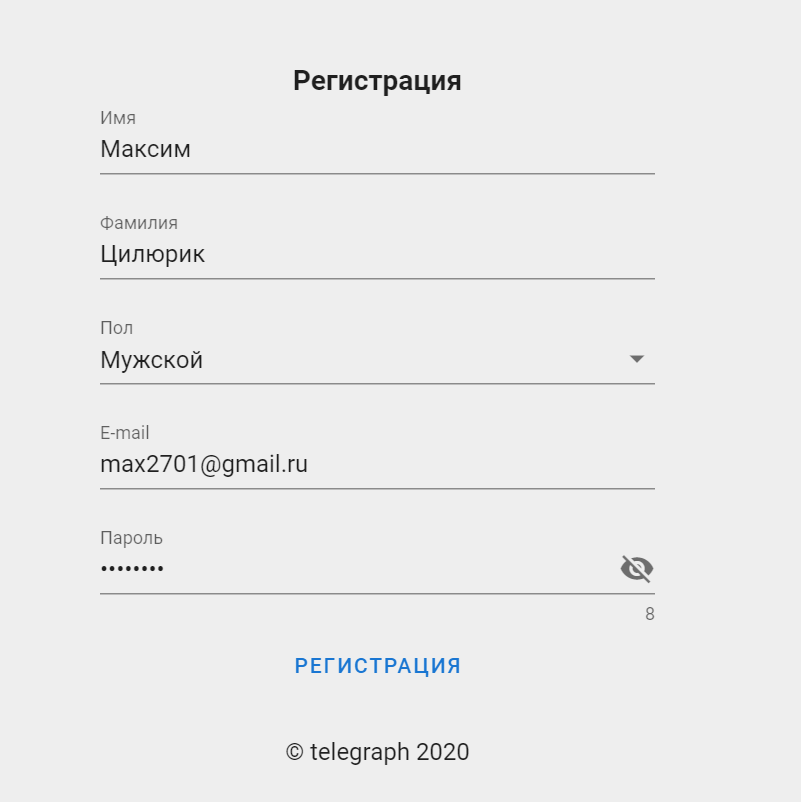 Регистрация
Имя
Максим
Фамилия
Цилюрик
Пол
Мужской
E-mail
max2701@gmail.ru
Пароль
••••••••
8
РЕГИСТРАЦИЯ
© telegraph 2020